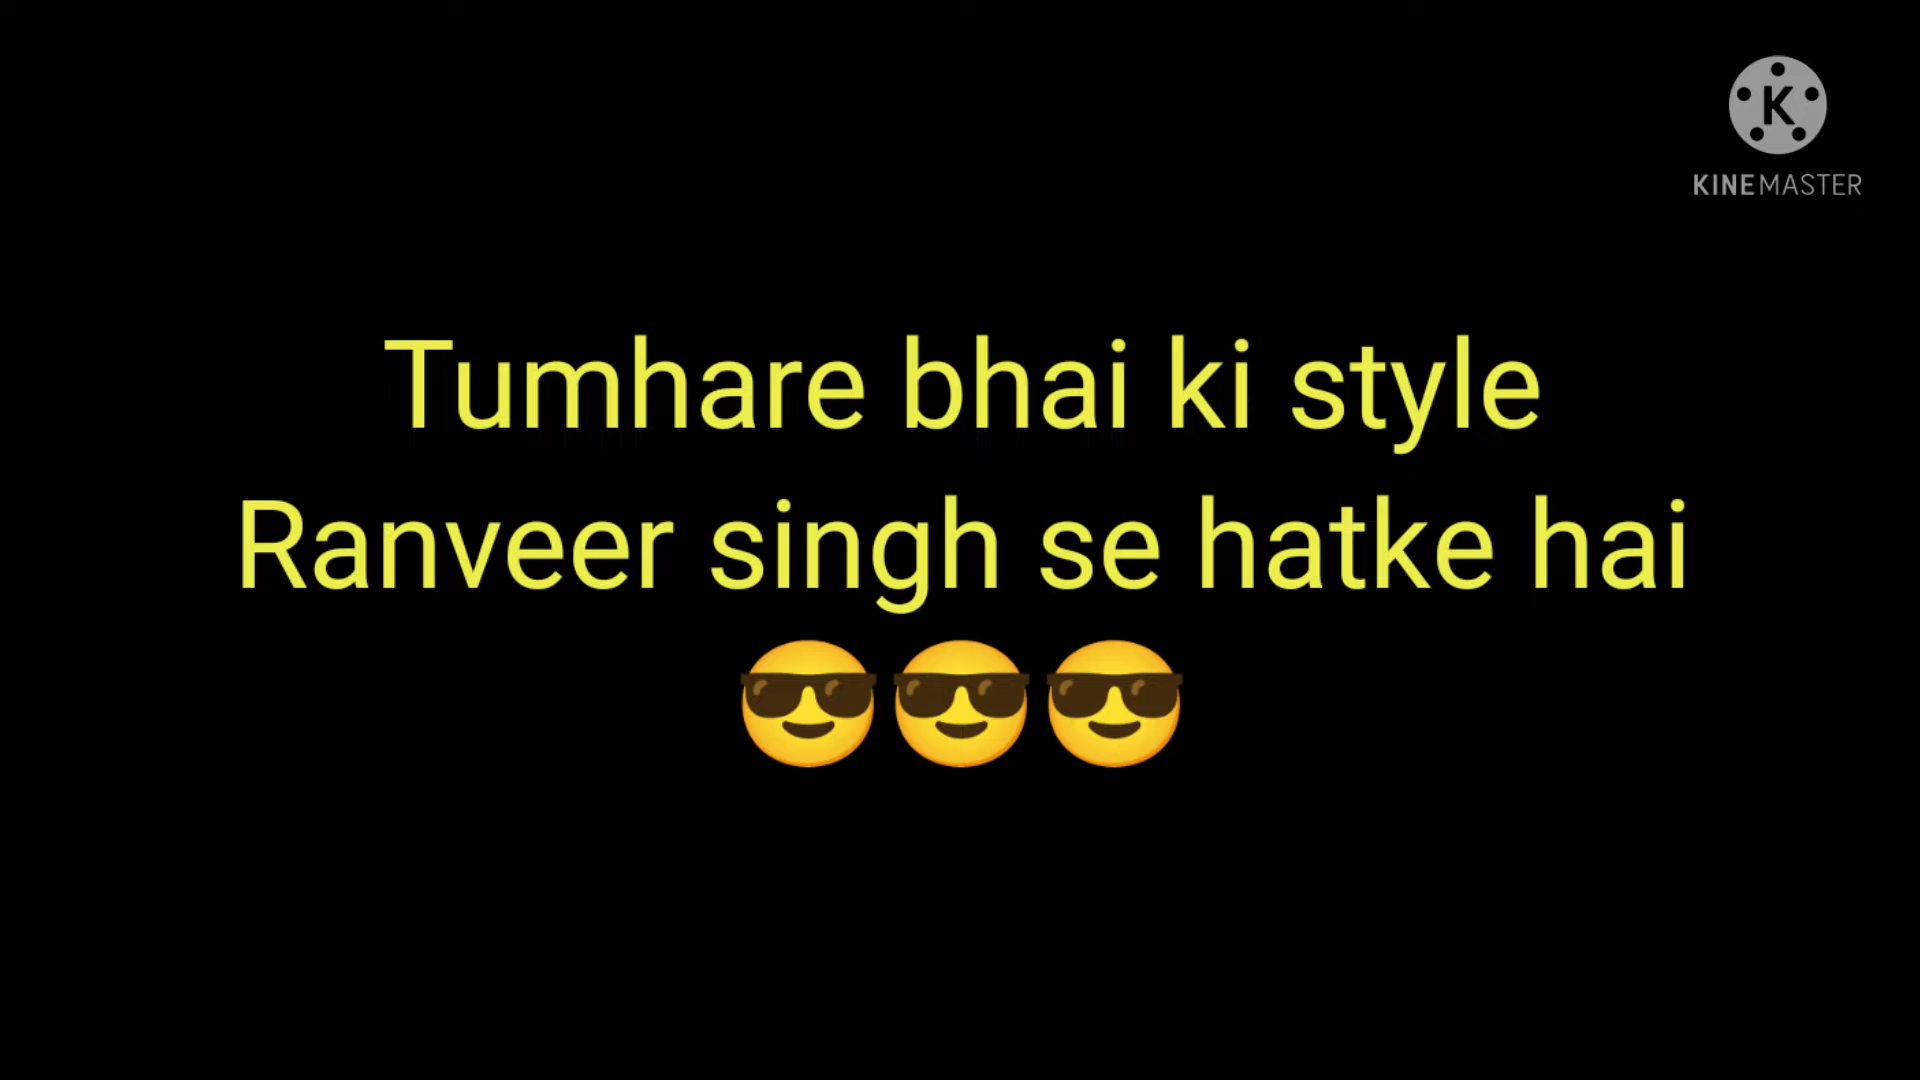 K
KINEMASTER
Tumhare bhai ki style
Ranveer singh se hatke hai
😎😎😎